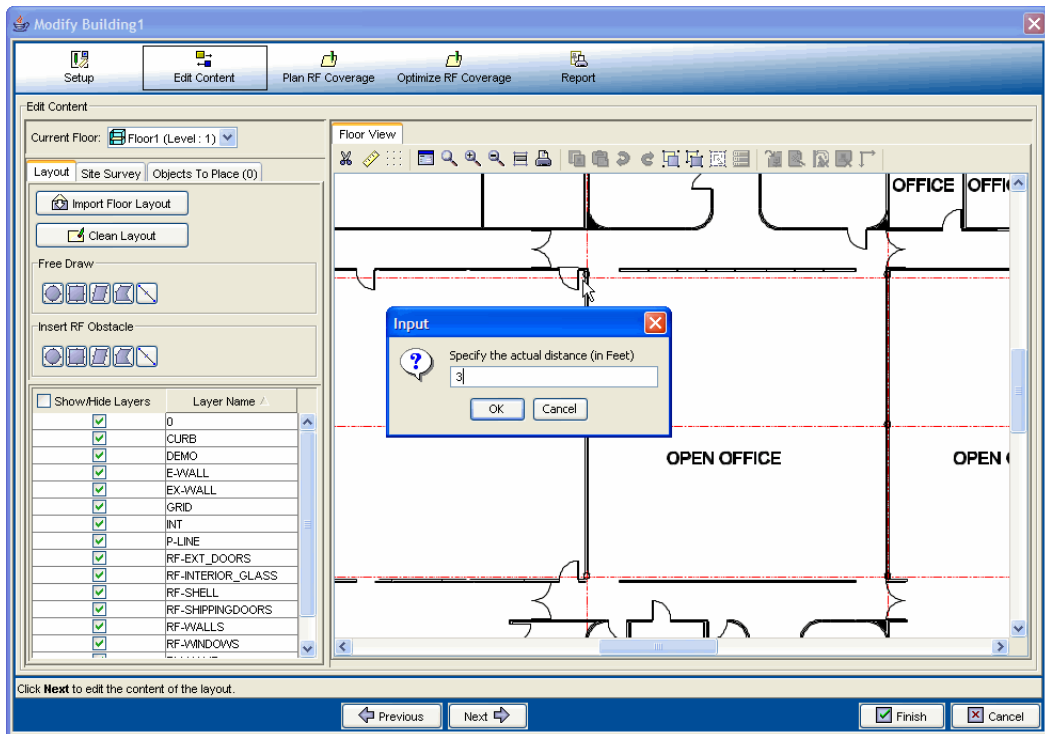 Modify Building1
Setup
Edit Content
Plan RF Coverage
Optimize RF Coverage
Report
Edit Content
Current Floor: Floor1 (Level : 1)
Layout
Site Survey
Objects To Place (0)
Import Floor Layout
Clean Layout
Free Draw
Insert RF Obstacle
Show/Hide Layers
Layer Name
0
CURB
DEMO
E-WALL
EX-WALL
GRID
INT
P-LINE
RF-EXT_DOORS
RF-INTERIOR_GLASS
RF-SHELL
RF-SHIPPINGDOORS
RF-WALLS
RF-WINDOWS
Floor View
OFFICE
OFFI
Input
Specify the actual distance (in Feet)
3
OK
Cancel
OPEN OFFICE
OPEN
Click Next to edit the content of the layout.
Previous
Next
Finish
Cancel